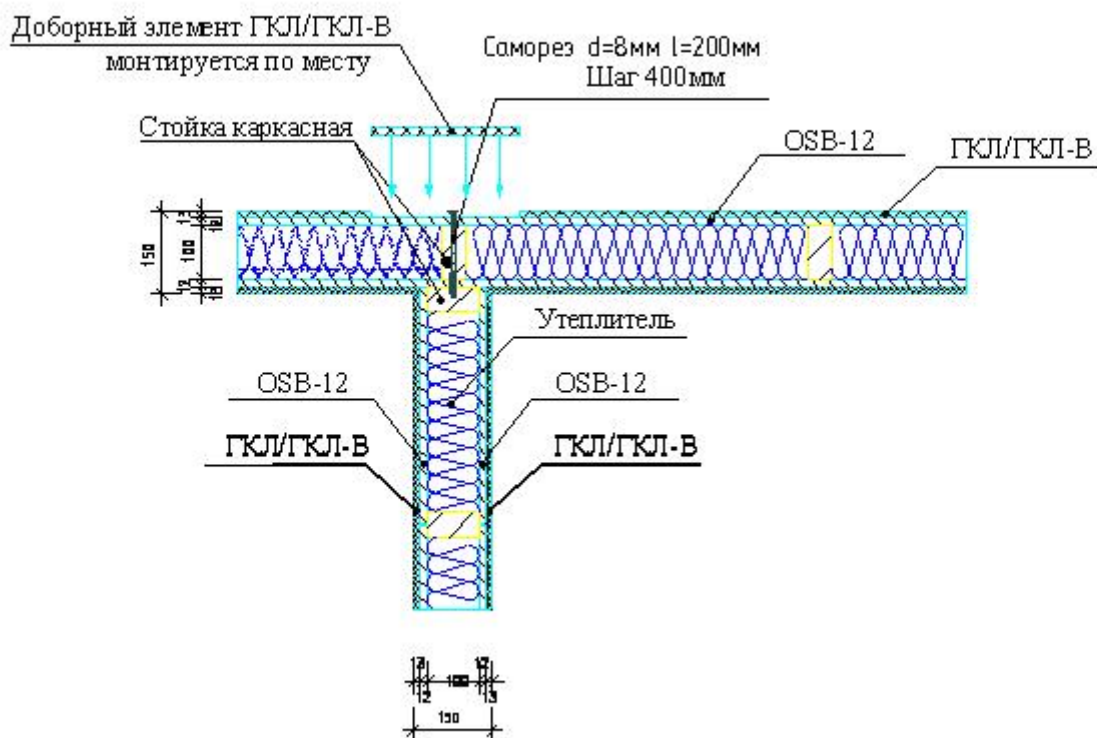 Доборный элемент ГКЛ/ГКЛ-В
монтируется по месту
Саморез d=8мм l=200мм
Шаг 400мм
Стойка каркасная
OSB-12
ГКЛ/ГКЛ-В
150
100
Утеплитель
OSB-12
OSB-12
ГКЛ/ГКЛ-В
ГКЛ/ГКЛ-В
100
12
150